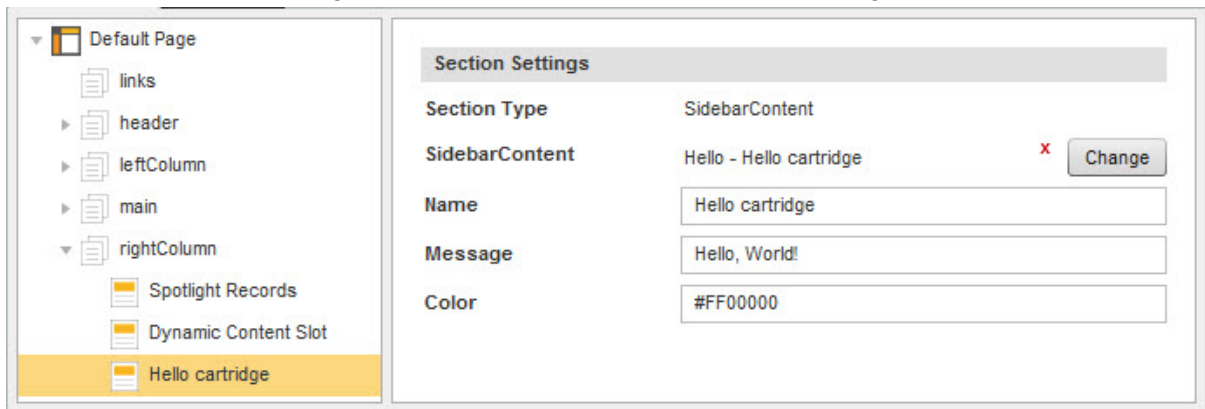 Default Page
links
header
leftColumn
main
rightColumn
Spotlight Records
Dynamic Content Slot
Hello cartridge
Section Settings
Section Type SidebarContent
SidebarContent Hello - Hello cartridge x Change
Name Hello cartridge
Message Hello, World!
Color #FF00000